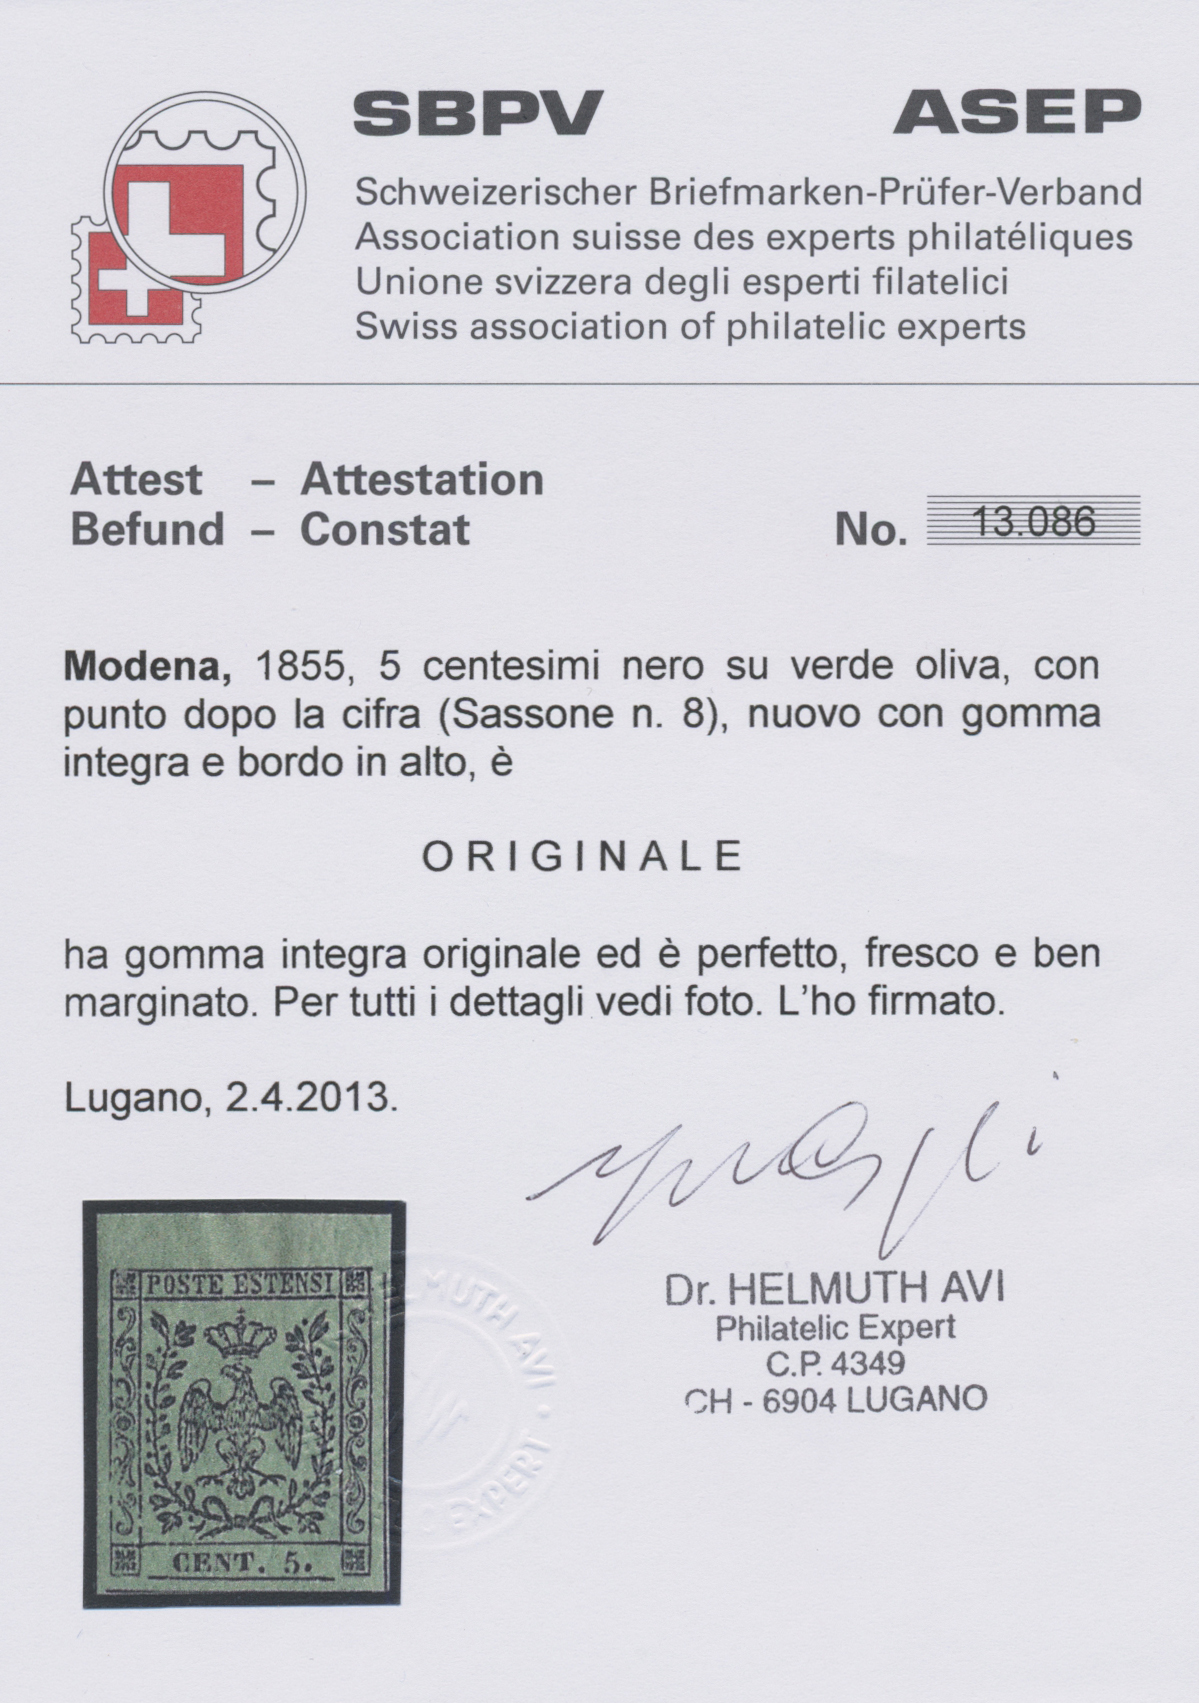 SBPV ASEP
Schweizerischer Briefmarken-Prüfer-Verband
Association suisse des experts philatéliques
Unione svizzera degli esperti filatelici
Swiss association of philatelic experts
Attest – Attestation
Befund – Constat
No. 13.086
Modena, 1855, 5 centesimi nero su verde oliva, con
punto dopo la cifra (Sassone n. 8), nuovo con gomma
integra e bordo in alto, è
ORIGINALE
ha gomma integra originale ed è perfetto, fresco e ben
marginato. Per tutti i dettagli vedi foto. L'ho firmato.
Lugano, 2.4.2013.
POSTE ESTENSI
CENT. 5.
HELMUTH AVI · EXPERT ·
Dr. HELMUTH AVI
Philatelic Expert
C.P. 4349
CH - 6904 LUGANO